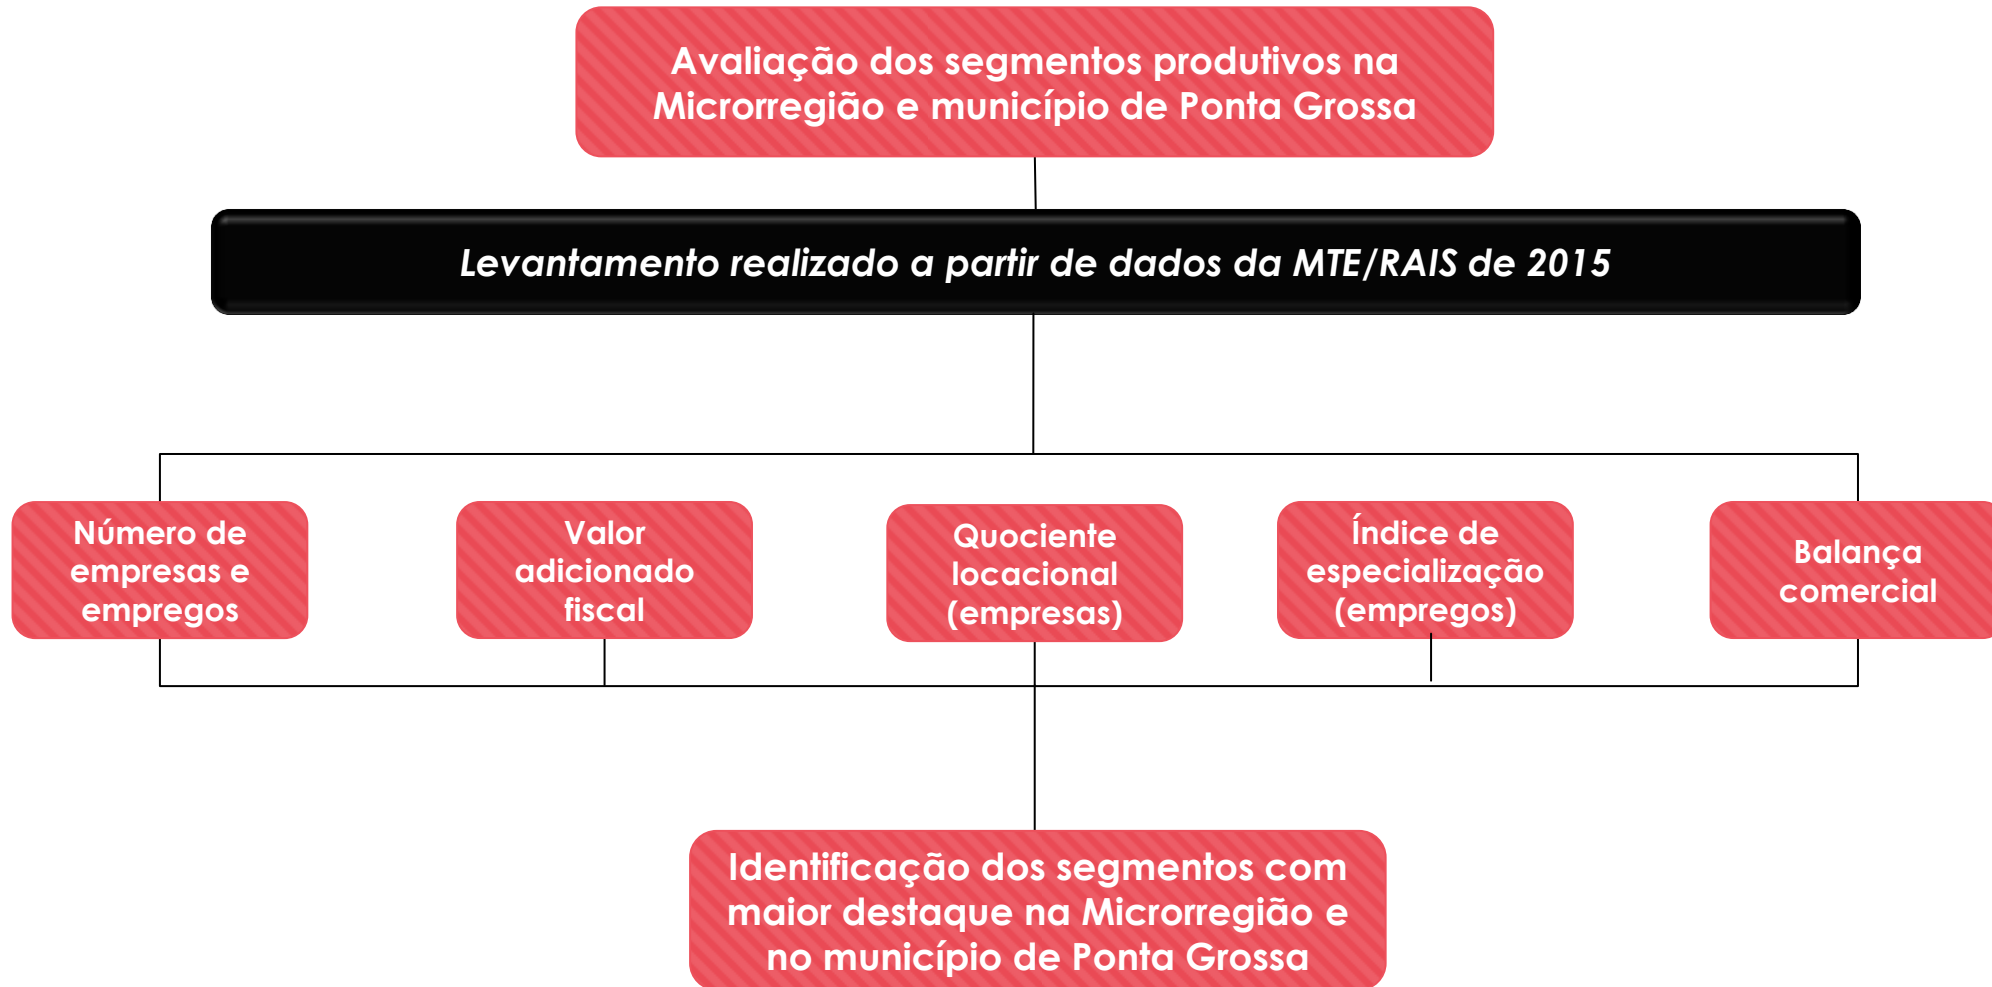 Avaliação dos segmentos produtivos na
Microrregião e município de Ponta Grossa
Levantamento realizado a partir de dados da MTE/RAIS de 2015
Número de
empresas e
empregos
Valor
adicionado
fiscal
Quociente
locacional
(empresas)
Índice de
especialização
(empregos)
Balança
comercial
Identificação dos segmentos com
maior destaque na Microrregião e
no município de Ponta Grossa